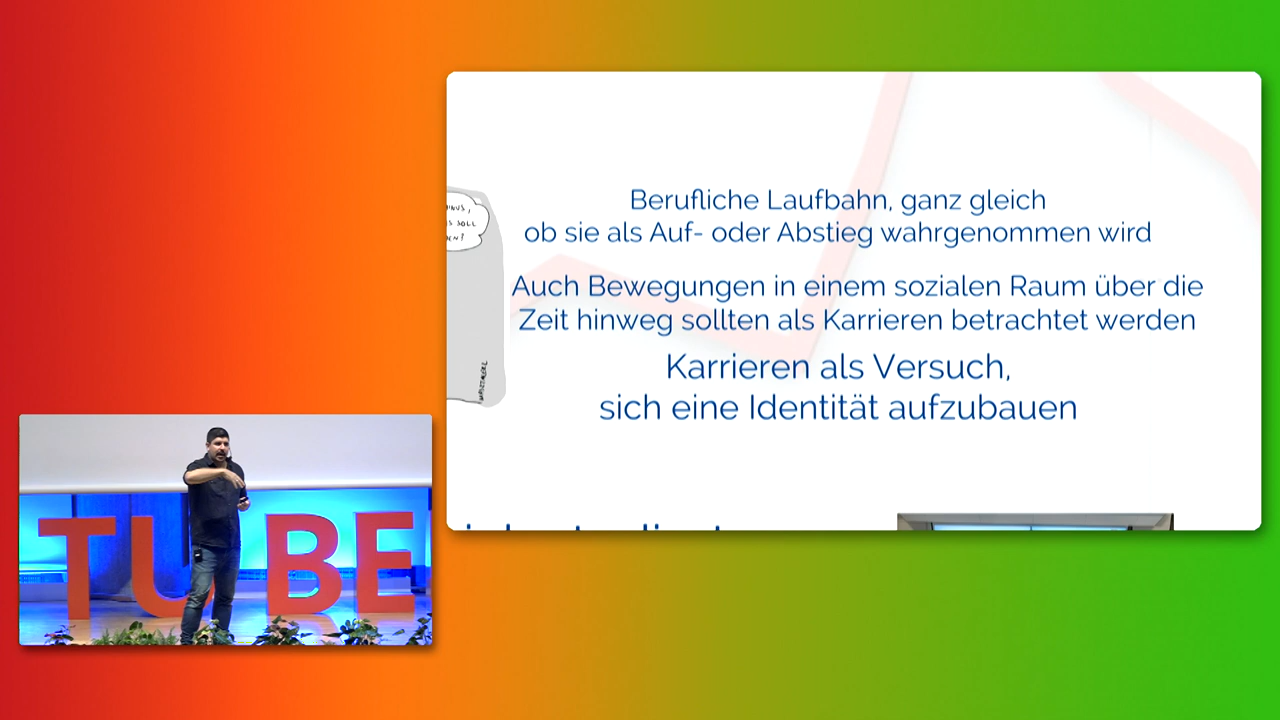 Berufliche Laufbahn, ganz gleich
ob sie als Auf- oder Abstieg wahrgenommen wird
Auch Bewegungen in einem sozialen Raum über die
Zeit hinweg sollten als Karrieren betrachtet werden
Karrieren als Versuch,
sich eine Identität aufzubauen
SOLL
TU BE